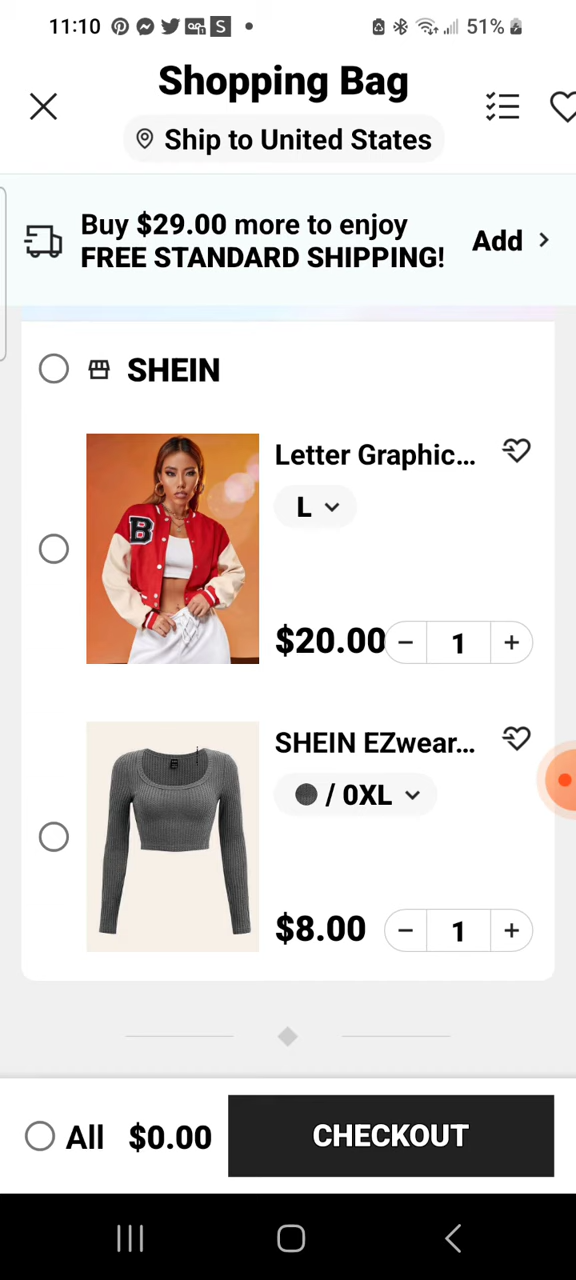 11:10
S
51%
Shopping Bag
Ship to United States
Buy $29.00 more to enjoy
FREE STANDARD SHIPPING!
Add
SHEIN
Letter Graphic...
L
B
$20.00
− 1 +
SHEIN EZwear...
/ 0XL
$8.00
− 1 +
All $0.00
CHECKOUT